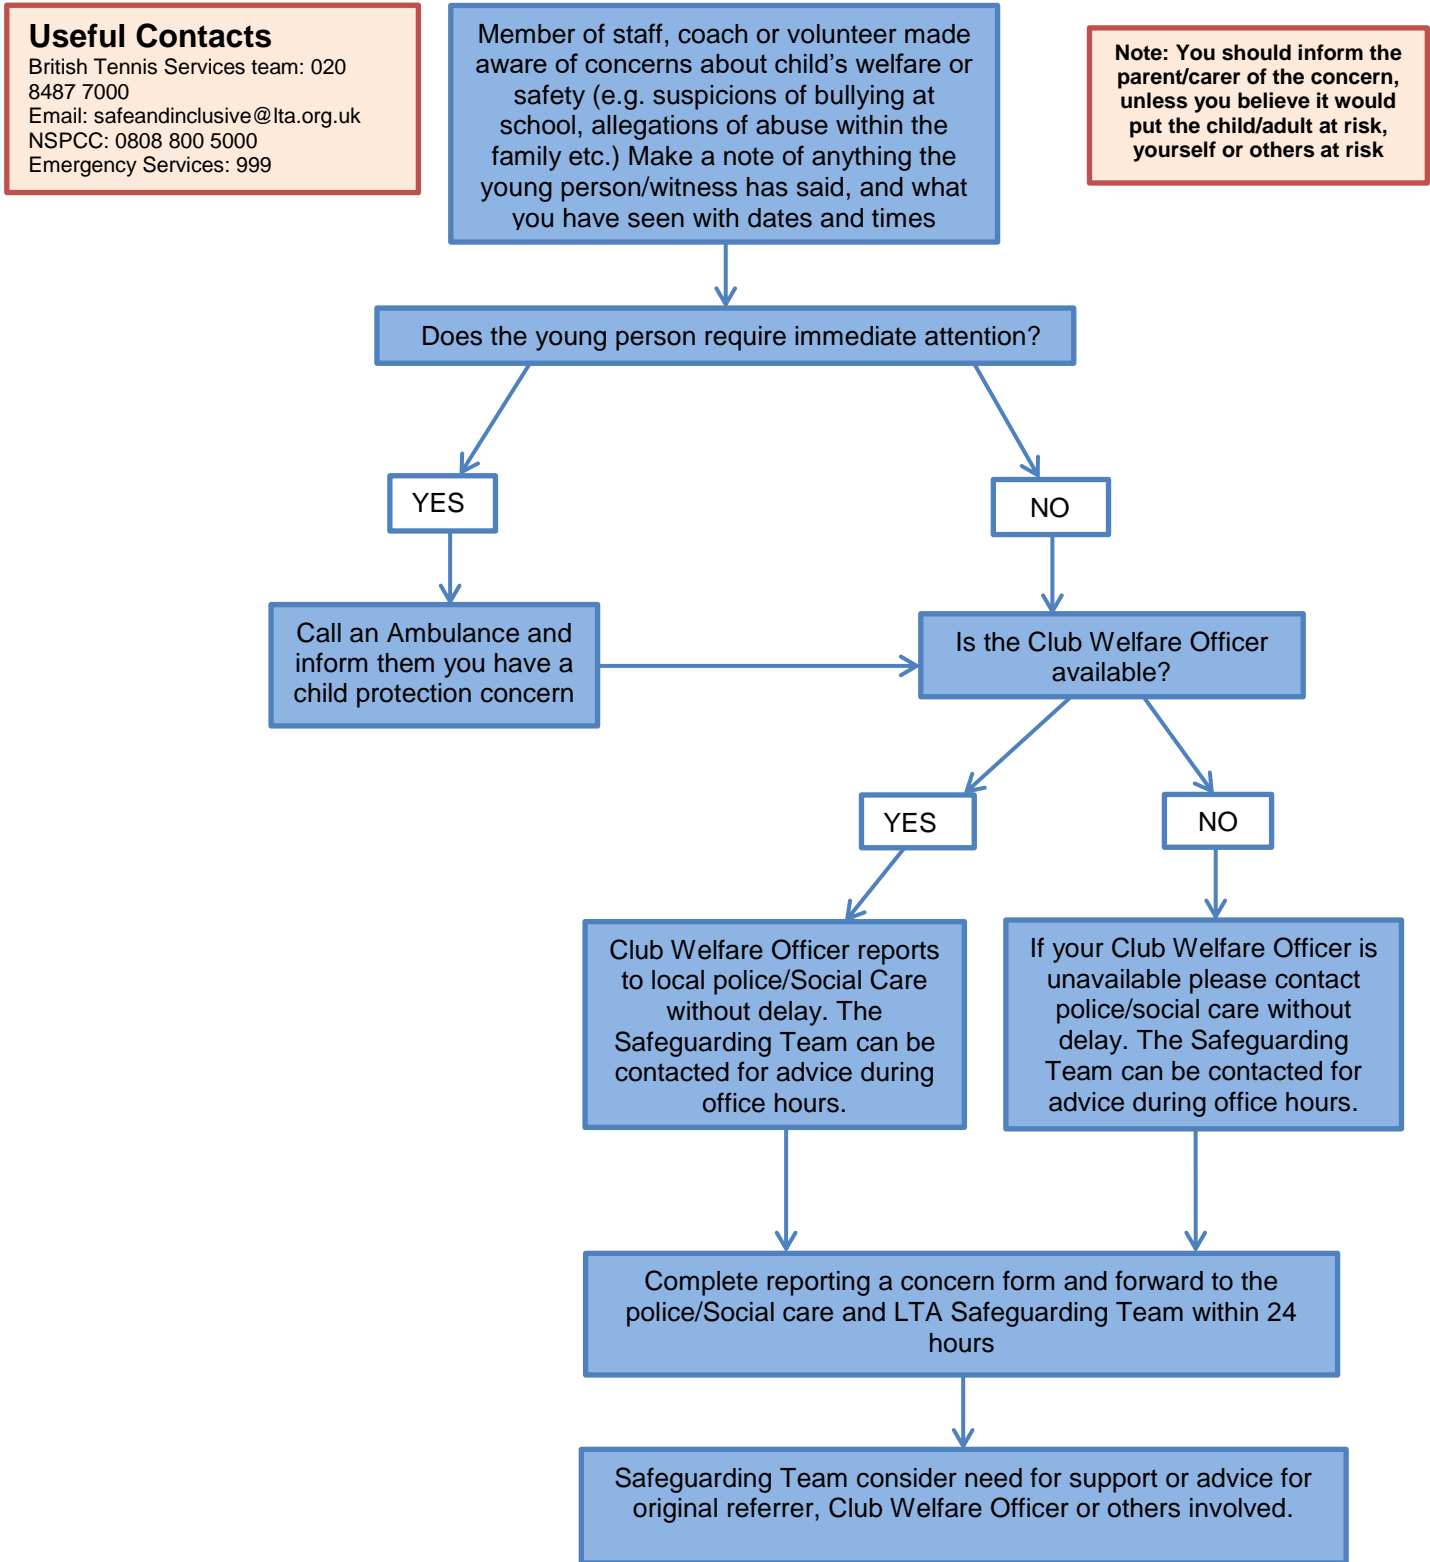 Useful Contacts
British Tennis Services team: 020
8487 7000
Email: safeandinclusive@lta.org.uk
NSPCC: 0808 800 5000
Emergency Services: 999
Member of staff, coach or volunteer made
aware of concerns about child's welfare or
safety (e.g. suspicions of bullying at
school, allegations of abuse within the
family etc.) Make a note of anything the
young person/witness has said, and what
you have seen with dates and times
Note: You should inform the
parent/carer of the concern,
unless you believe it would
put the child/adult at risk,
yourself or others at risk
Does the young person require immediate attention?
YES
NO
Call an Ambulance and
inform them you have a
child protection concern
Is the Club Welfare Officer
available?
YES
NO
Club Welfare Officer reports
to local police/Social Care
without delay. The
Safeguarding Team can be
contacted for advice during
office hours.
If your Club Welfare Officer is
unavailable please contact
police/social care without
delay. The Safeguarding
Team can be contacted for
advice during office hours.
Complete reporting a concern form and forward to the
police/Social care and LTA Safeguarding Team within 24
hours
Safeguarding Team consider need for support or advice for
original referrer, Club Welfare Officer or others involved.